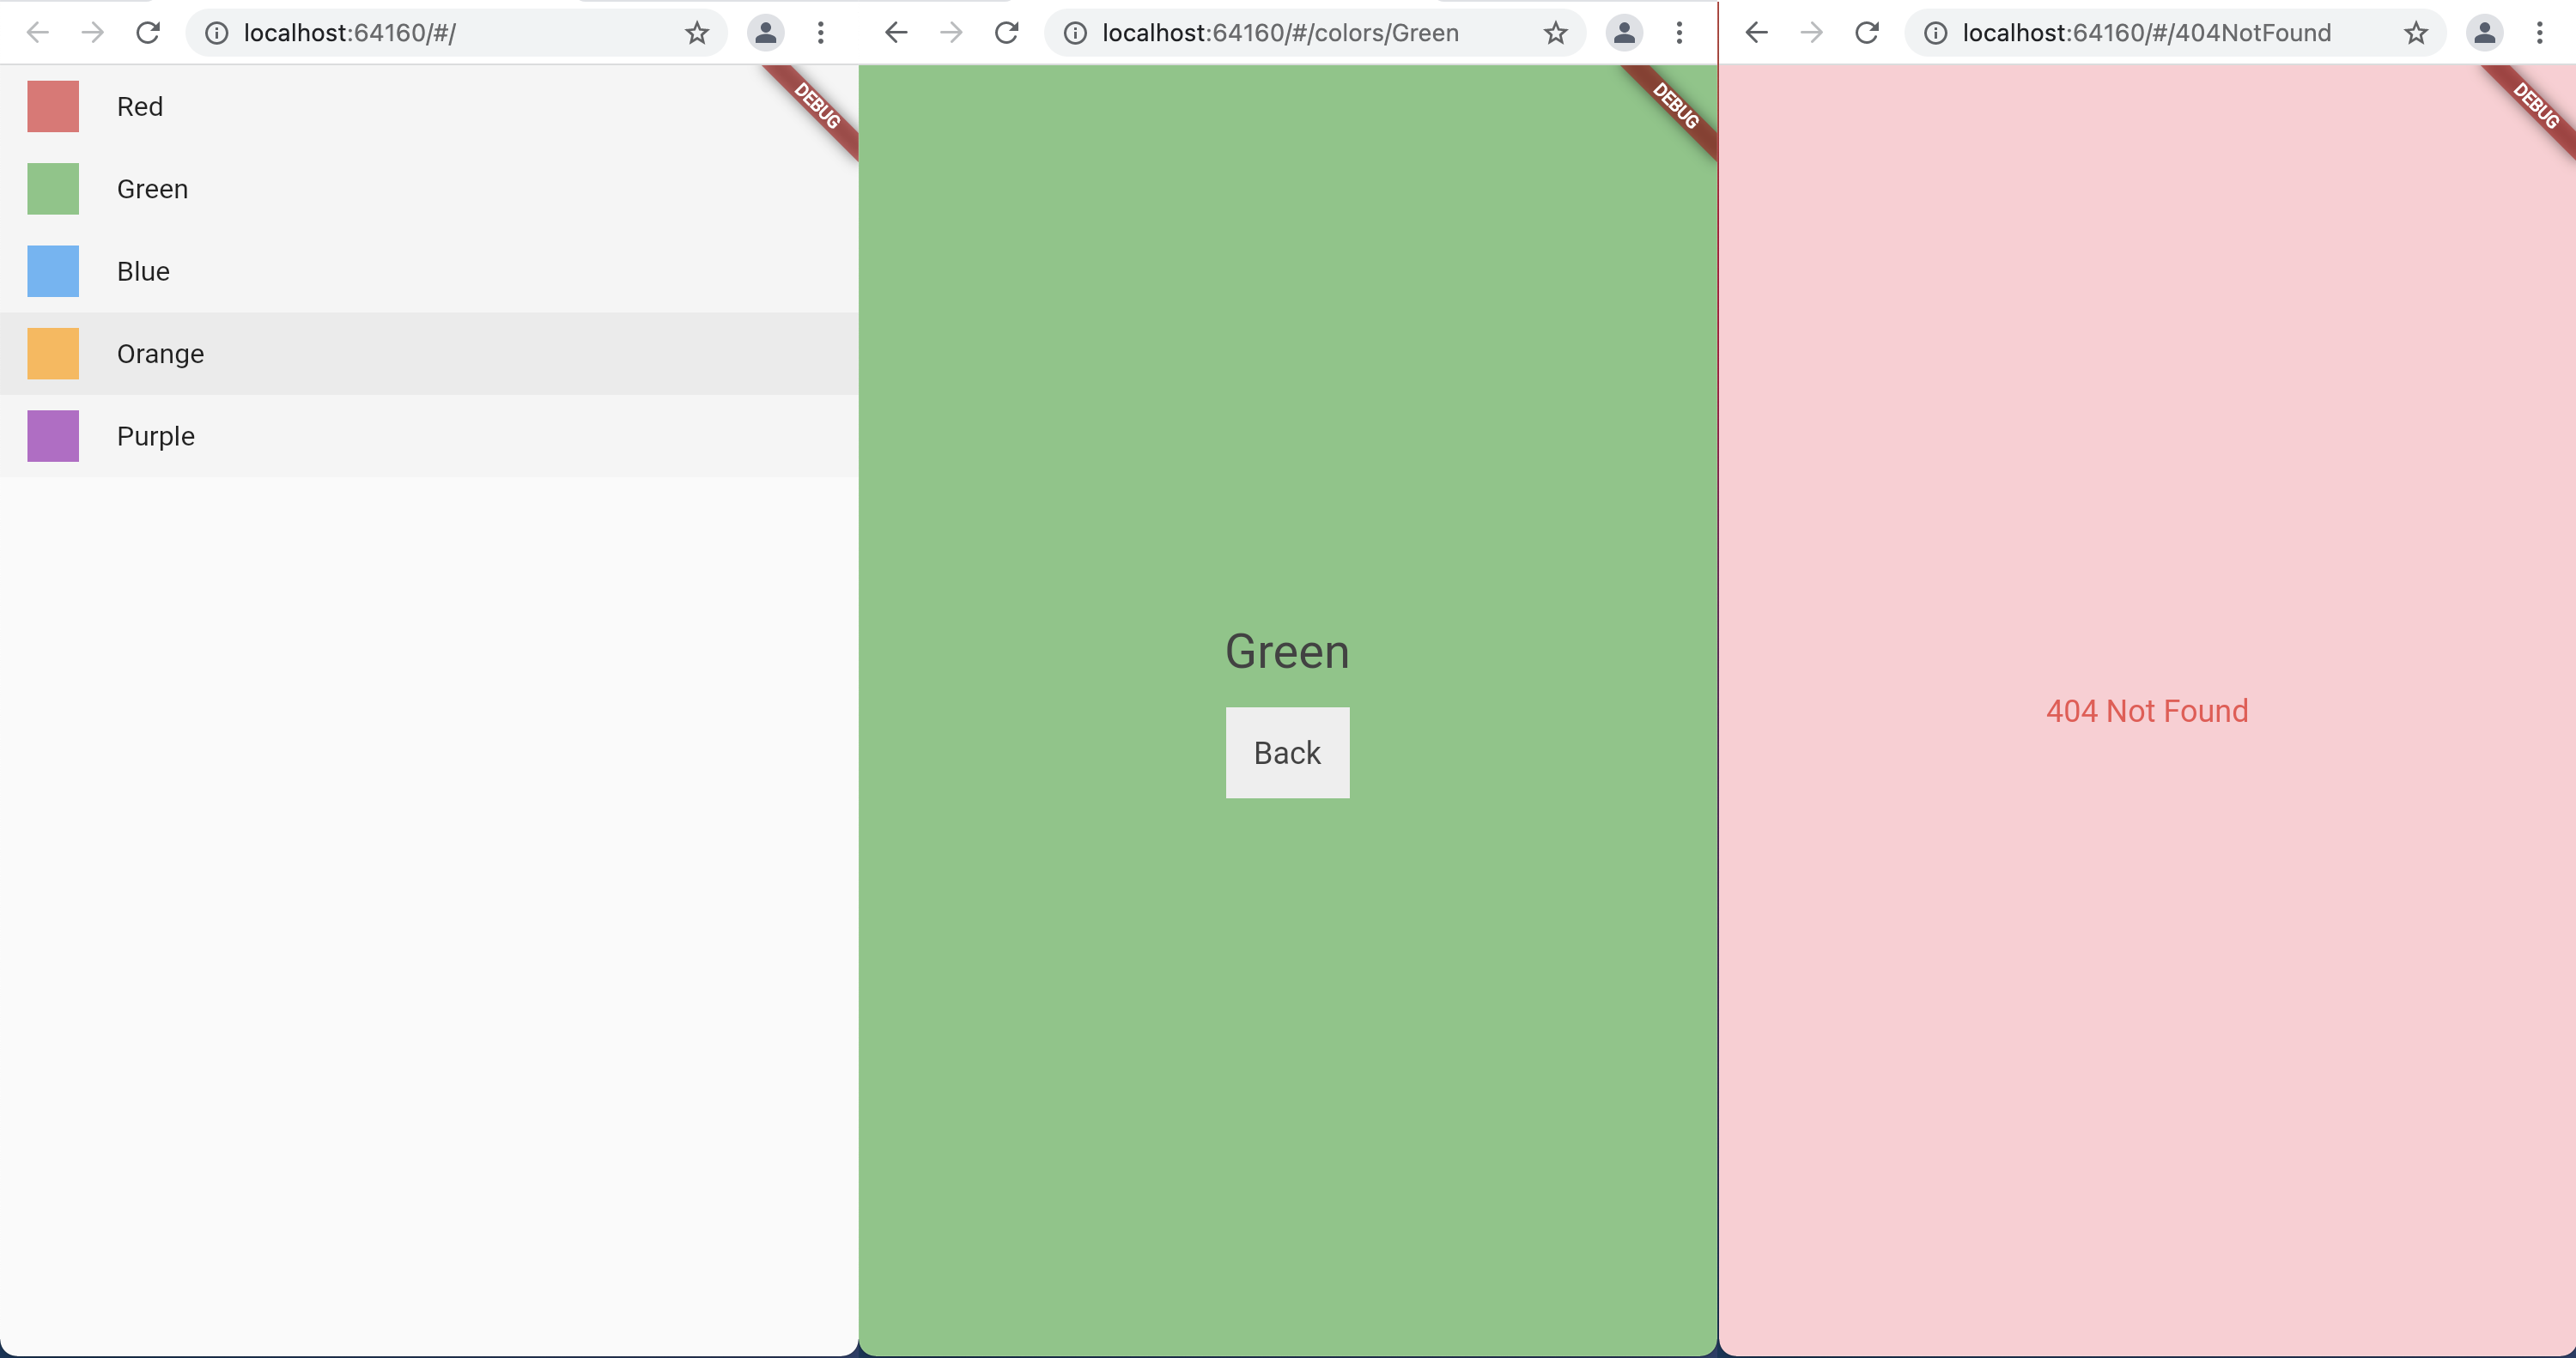 localhost:64160/#/
DEBUG
Red
Green
Blue
Orange
Purple
localhost:64160/#/colors/Green
DEBUG
Green
Back
localhost:64160/#/404NotFound
DEBUG
404 Not Found